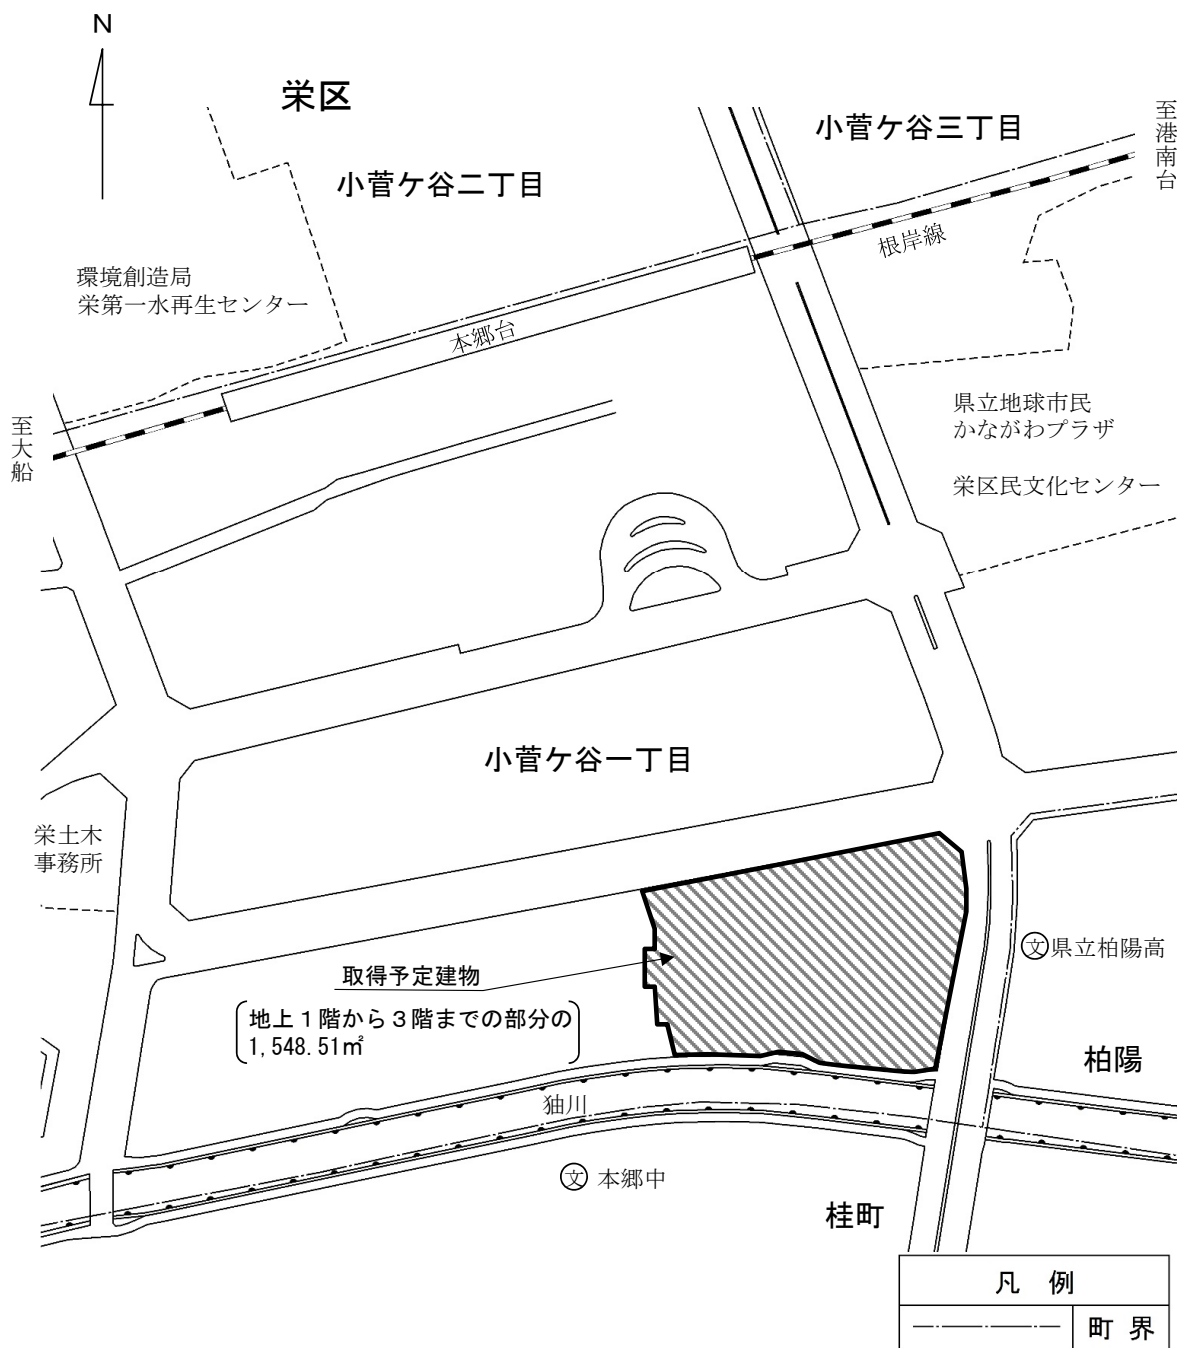 N
栄区
小菅ケ谷三丁目
至港南台
小菅ケ谷二丁目
根岸線
環境創造局
栄第一水再生センター
本郷台
県立地球市民
かながわプラザ
至大船
栄区民文化センター
小菅ケ谷一丁目
栄土木
事務所
文県立柏陽高
取得予定建物
地上1階から3階までの部分の
1,548.51㎡
柏陽
㹨川
文 本郷中
桂町
凡 例
町 界